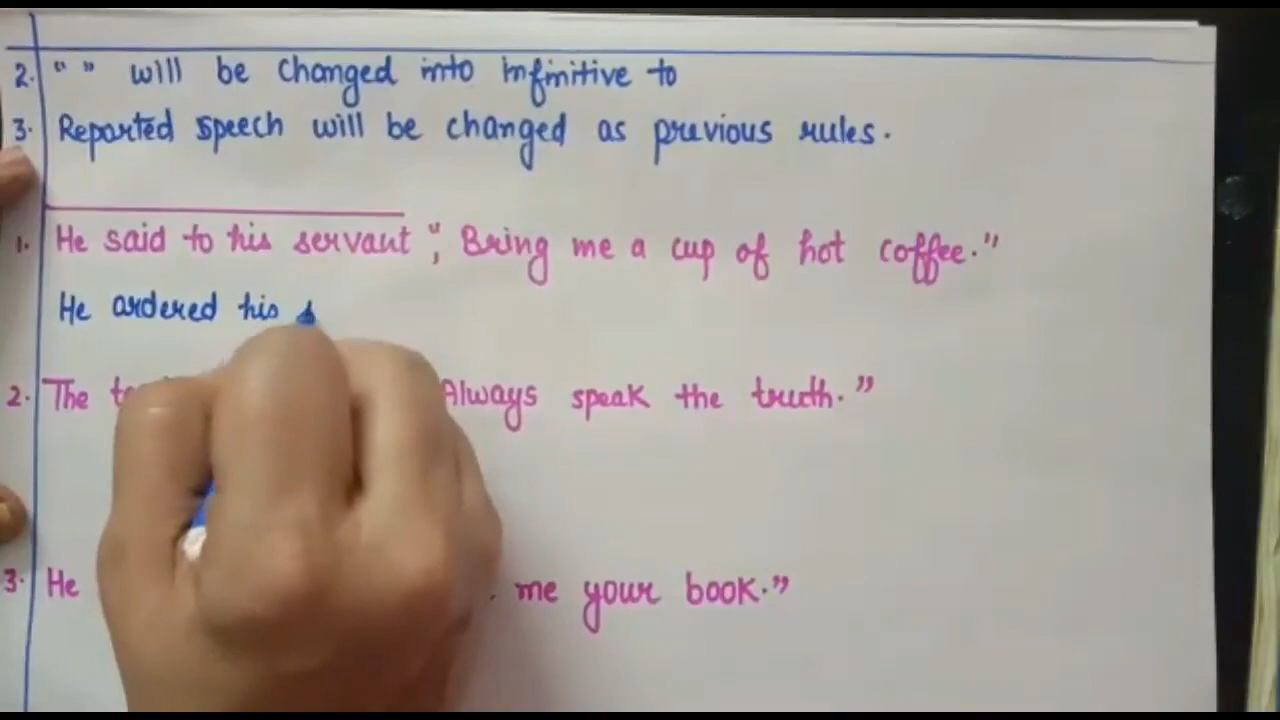 2. " " will be changed into infinitive to
3. Reported speech will be changed as previous rules.
1. He said to his servant ", Bring me a cup of hot coffee."
He ordered his
2. The Always speak the truth."
3. He me your book."